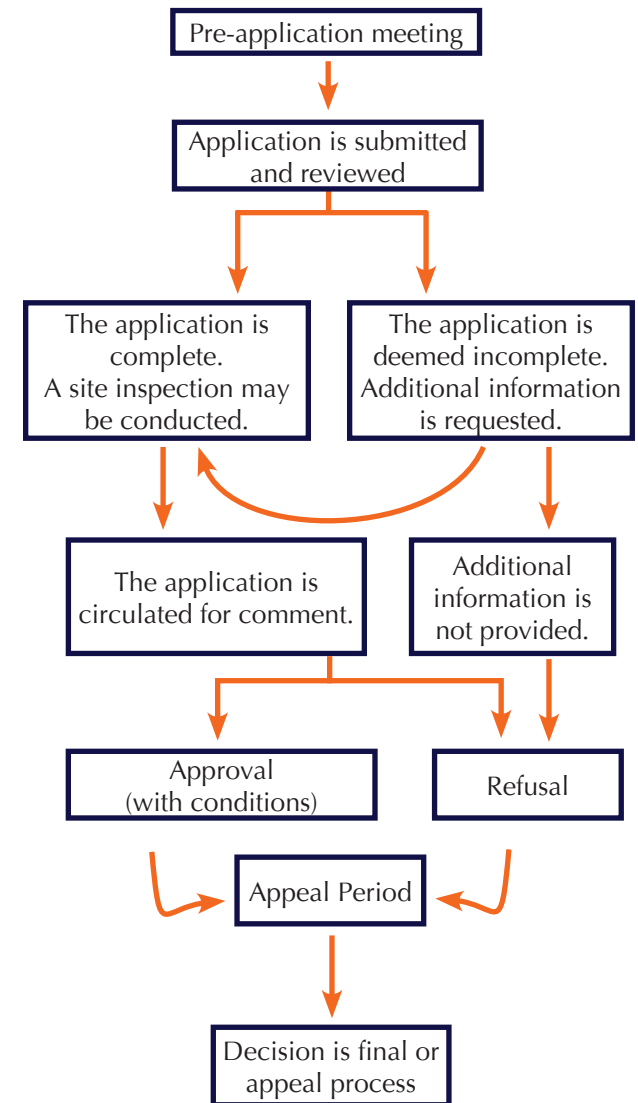 Pre-application meeting
Application is submitted
and reviewed
The application is
complete.
A site inspection may
be conducted.
The application is
deemed incomplete.
Additional information
is requested.
The application is
circulated for comment.
Additional
information is
not provided.
Approval
(with conditions)
Refusal
Appeal Period
Decision is final or
appeal process